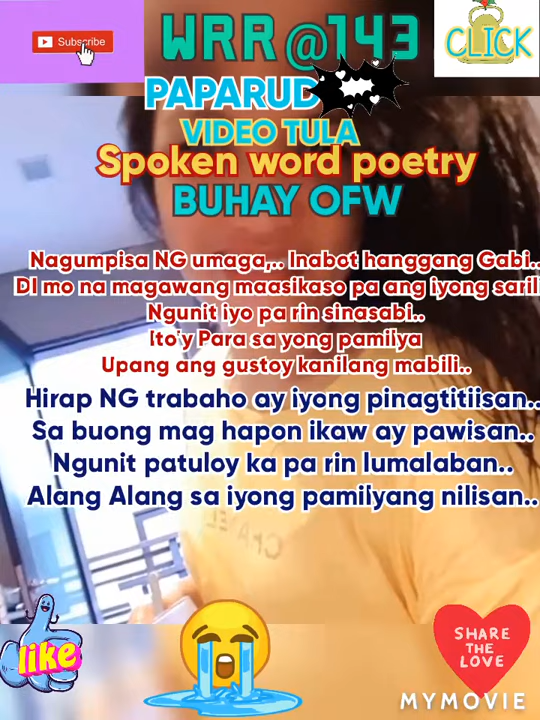 Subscribe
WRR @143
CLICK
PAPARUD
VIDEO TULA
Spoken word poetry
BUHAY OFW
Nagumpisa NG umaga,.. Inabot hanggang Gabi..
DI mo na magawang maasikaso pa ang iyong saril
Ngunit iyo pa rin sinasabi..
Ito'y Para sa yong pamilya
Upang ang gustoy kanilang mabili..
Hirap NG trabaho ay iyong pinagtitiisan..
Sa buong mag hapon ikaw ay pawisan..
Ngunit patuloy ka pa rin lumalaban..
Alang Alang sa iyong pamilyang nilisan..
CHANEL
like
SHARE
THE
LOVE
MYMOVIE